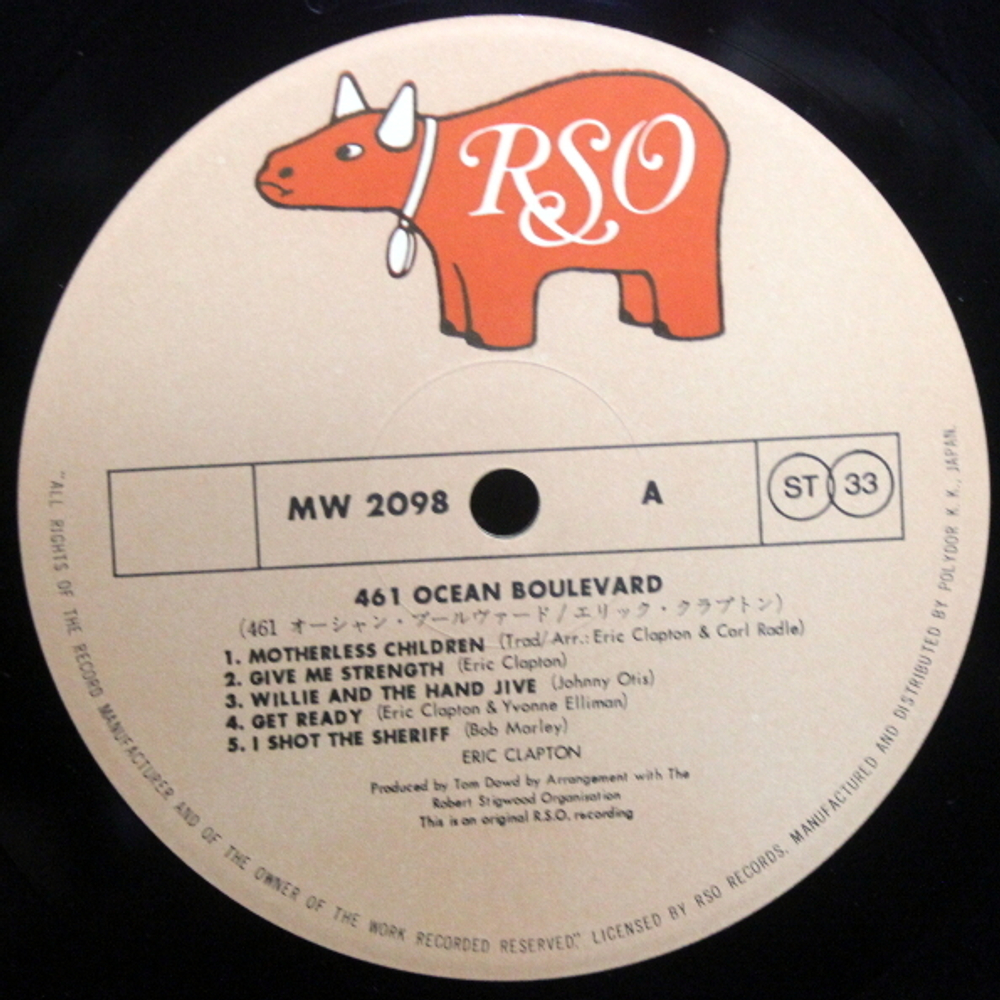 RSO
MW 2098 A ST 33
461 OCEAN BOULEVARD
(461 オーシャン・ブールヴァード/エリック・クラプトン)
1. MOTHERLESS CHILDREN (Trad/Arr.: Eric Clapton & Carl Radle)
2. GIVE ME STRENGTH (Eric Clapton)
3. WILLIE AND THE HAND JIVE (Johnny Otis)
4. GET READY (Eric Clapton & Yvonne Elliman)
5. I SHOT THE SHERIFF (Bob Marley)
ERIC CLAPTON
Produced by Tom Dowd by Arrangement with The
Robert Stigwood Organisation
This is an original R.S.O. recording
"ALL RIGHTS OF THE RECORD MANUFACTURER AND OF THE OWNER OF THE WORK RECORDED RESERVED." LICENSED BY RSO RECORDS. MANUFACTURED AND DISTRIBUTED BY POLYDOR K.K., JAPAN.